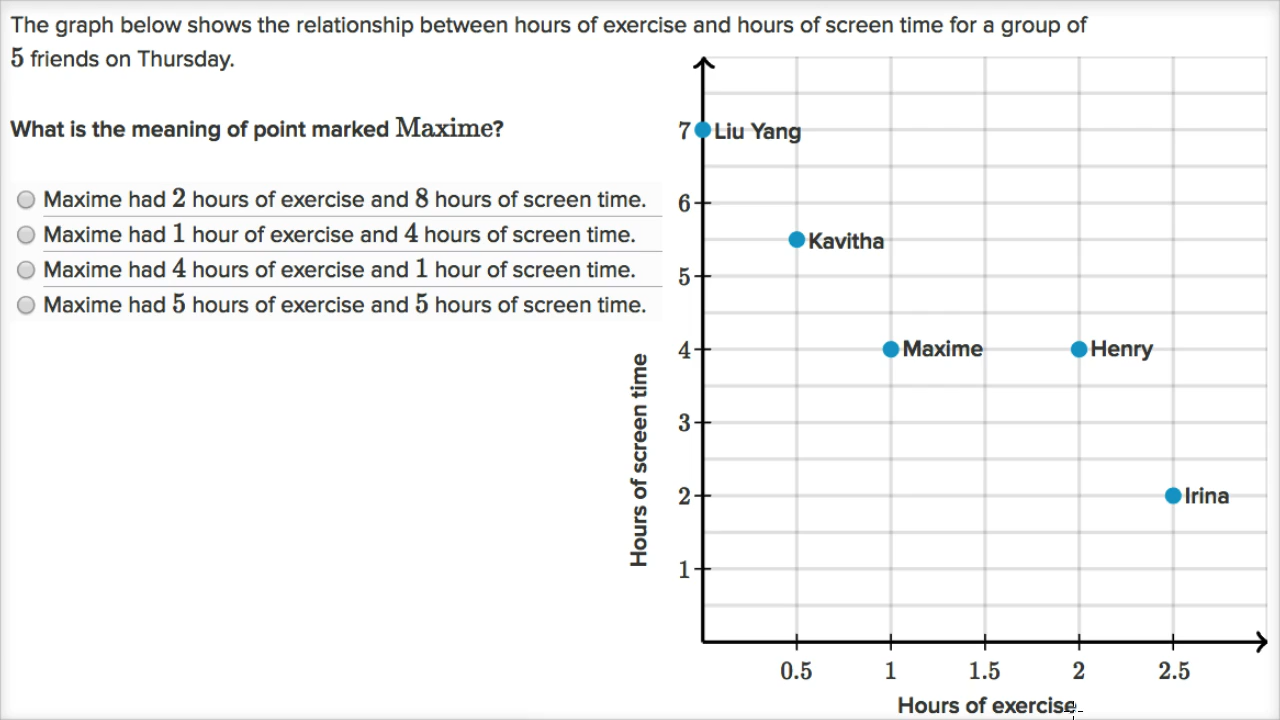 The graph below shows the relationship between hours of exercise and hours of screen time for a group of
5 friends on Thursday.
What is the meaning of point marked Maxime?
Maxime had 2 hours of exercise and 8 hours of screen time.
Maxime had 1 hour of exercise and 4 hours of screen time.
Maxime had 4 hours of exercise and 1 hour of screen time.
Maxime had 5 hours of exercise and 5 hours of screen time.
Hours of screen time
7
Liu Yang
6
Kavitha
5
4
Maxime
Henry
3
2
Irina
1
0.5 1 1.5 2 2.5
Hours of exercise